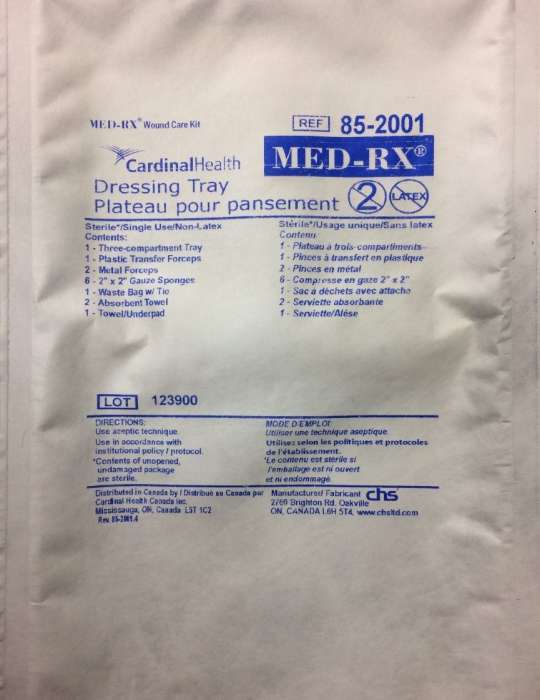 MED-RX® Wound Care Kit
REF 85-2001
CardinalHealth
MED-RX®
Dressing Tray
Plateau pour pansement
2 LATEX
Sterile*/Single Use/Non-Latex
Contents:
1 - Three-compartment Tray
1 - Plastic Transfer Forceps
2 - Metal Forceps
6 - 2" x 2" Gauze Sponges
1 - Waste Bag w/ Tie
2 - Absorbent Towel
1 - Towel/Underpad
Stérile*/Usage unique/Sans latex
Contenu
1 - Plateau à trois compartiments
1 - Pinces à transfert en plastique
2 - Pinces en métal
6 - Compresse en gaze 2" x 2"
1 - Sac à déchets avec attache
2 - Serviette absorbante
1 - Serviette/Alèse
LOT 123900
DIRECTIONS:
Use aseptic technique.
Use in accordance with
institutional policy / protocol.
*Contents of unopened,
undamaged package
are sterile.
MODE D'EMPLOI
Utiliser une technique aseptique.
Utilisez selon les politiques et protocoles
de l'établissement.
*Le contenu est stérile si
l'emballage est ni ouvert
et ni endommagé
Distributed in Canada by / Distribué au Canada par
Cardinal Health Canada Inc.
Mississauga, ON, Canada L5T 1C2
Rev. 85-2001.4
Manufactured/Fabricant chs
2760 Brighton Rd. Oakville
ON, CANADA L6H 5T4, www.chsltd.com